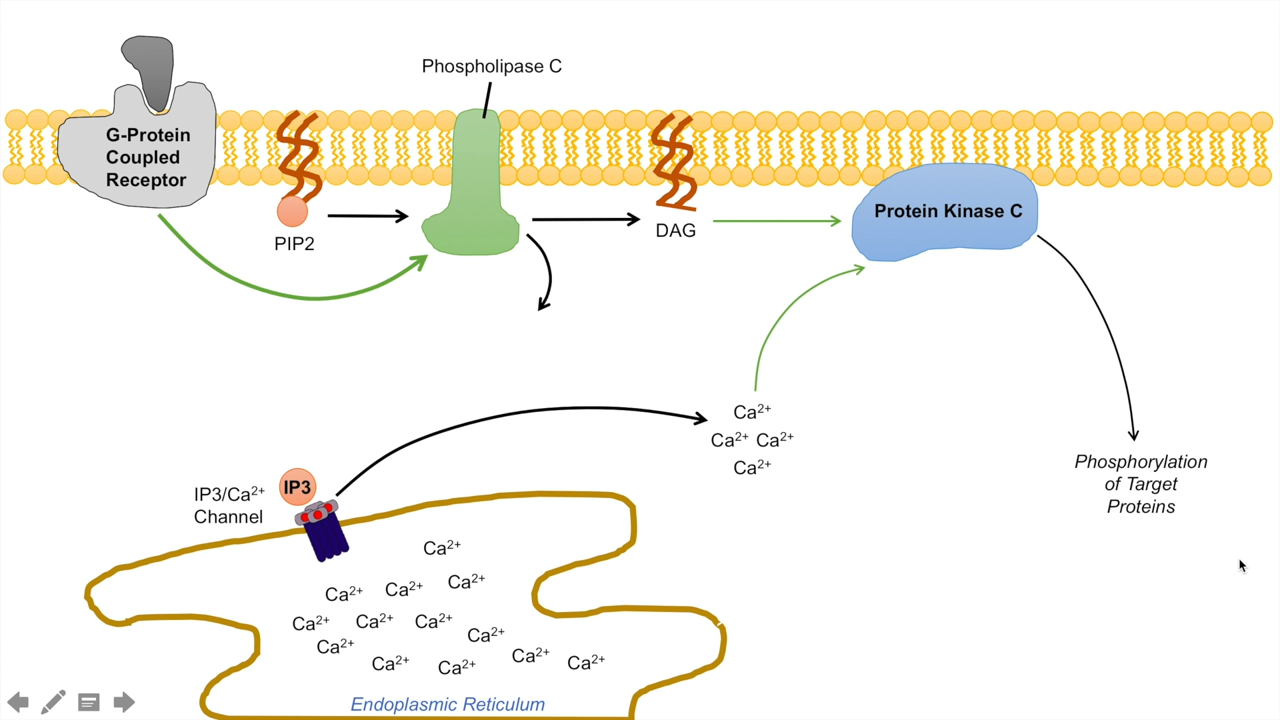 Phospholipase C
G-Protein
Coupled
Receptor
PIP2
DAG
Protein Kinase C
Ca²⁺
Ca²⁺ Ca²⁺
Ca²⁺
Phosphorylation
of Target
Proteins
IP3
IP3/Ca²⁺
Channel
Ca²⁺
Ca²⁺ Ca²⁺ Ca²⁺
Ca²⁺ Ca²⁺ Ca²⁺ Ca²⁺
Ca²⁺ Ca²⁺ Ca²⁺ Ca²⁺ Ca²⁺
Endoplasmic Reticulum